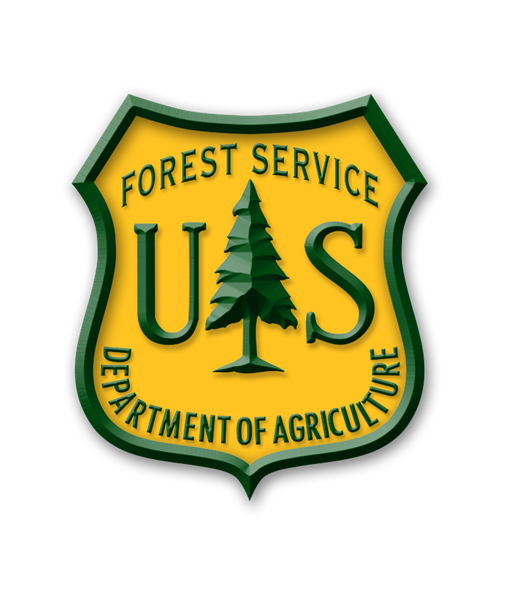 FOREST SERVICE
U S
DEPARTMENT OF AGRICULTURE